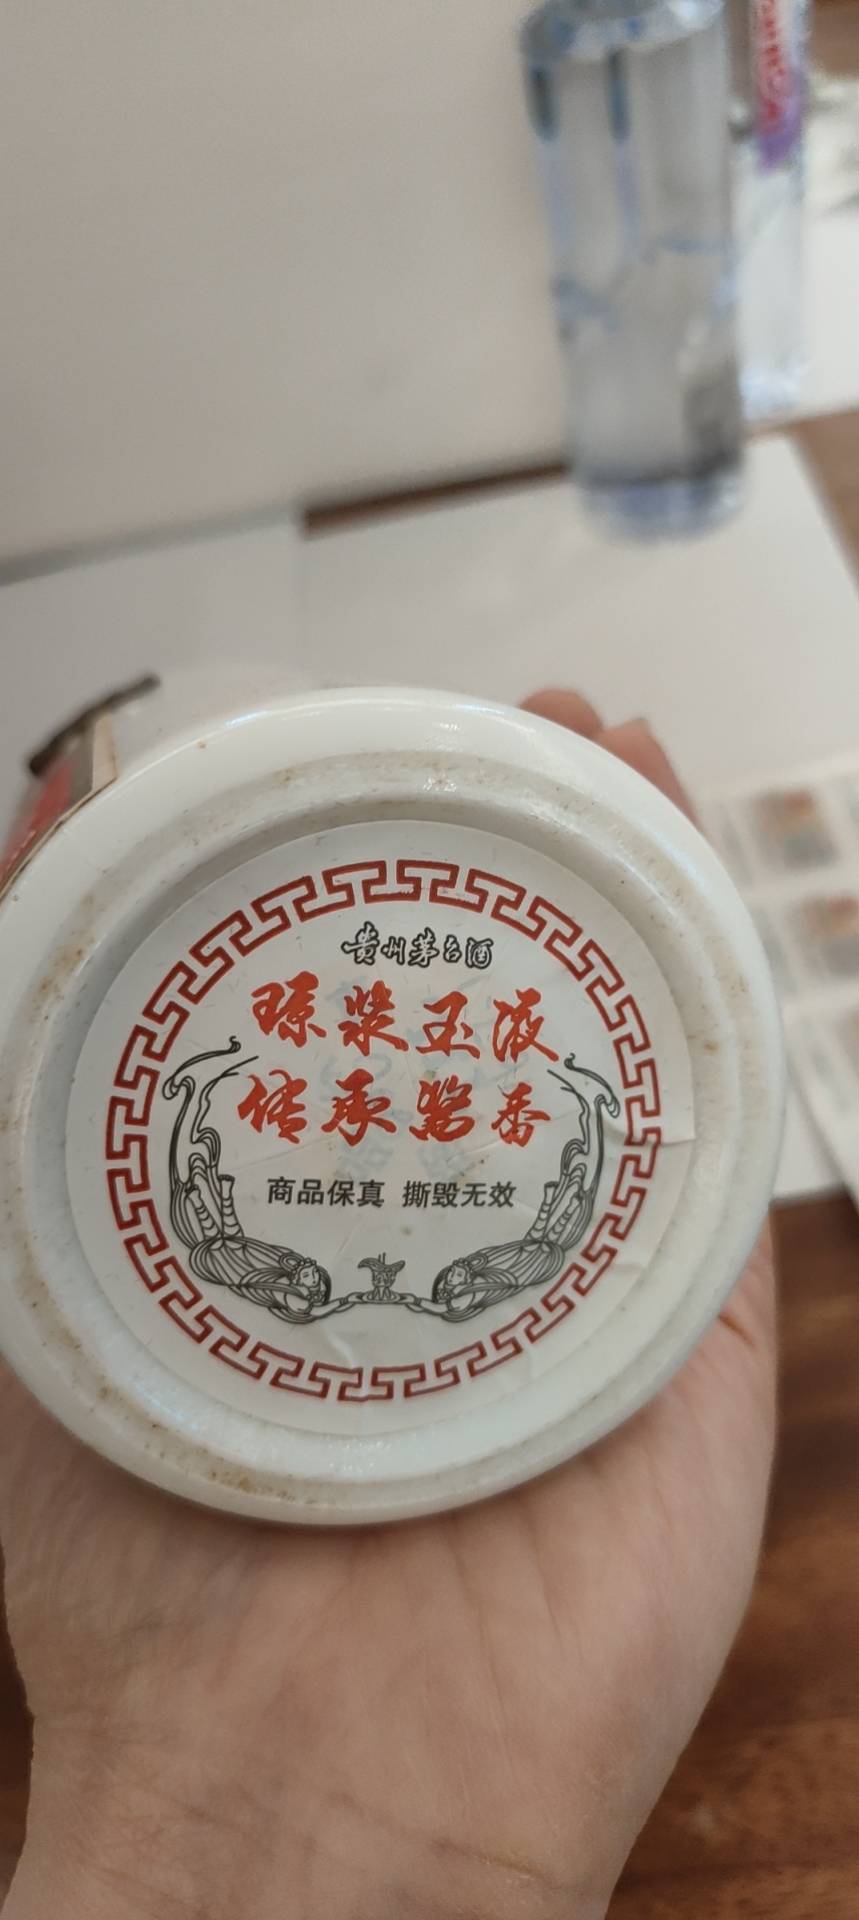 贵州茅台酒
琼浆玉液
传承酱香
商品保真 撕毁无效